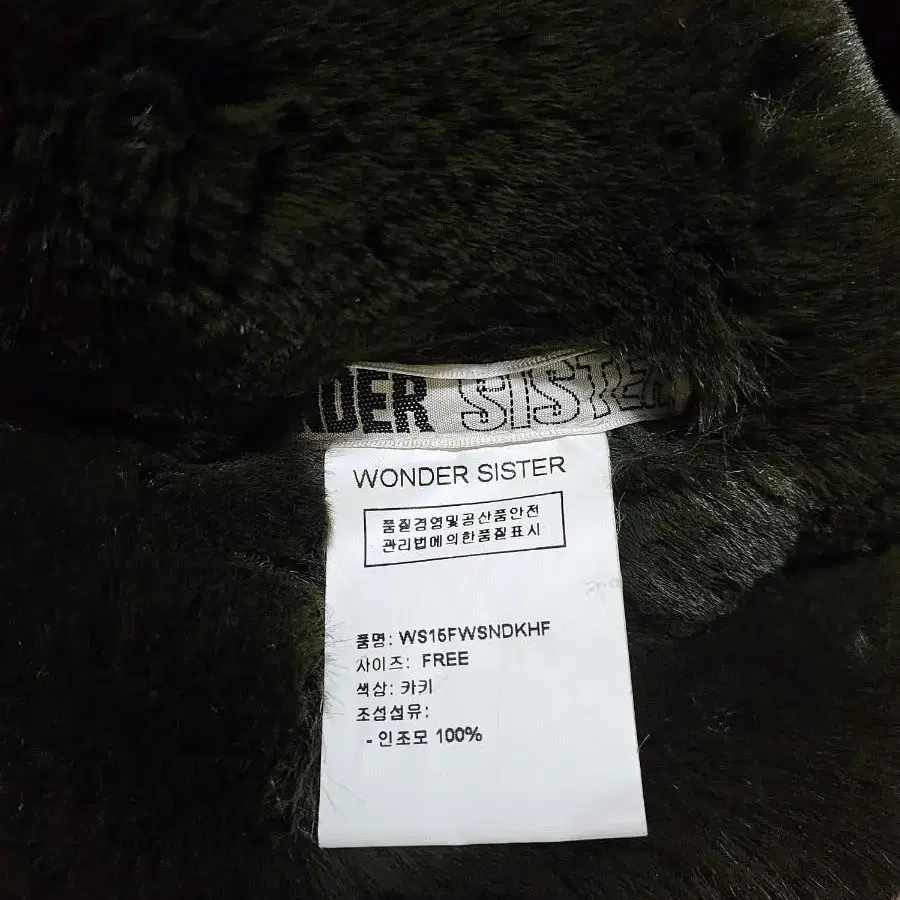 DER SISTER
WONDER SISTER
품질경영및공산품안전
관리법에의한품질표시
품명: WS15FWSNDKHF
사이즈: FREE
색상: 카키
조성섬유:
- 인조모 100%